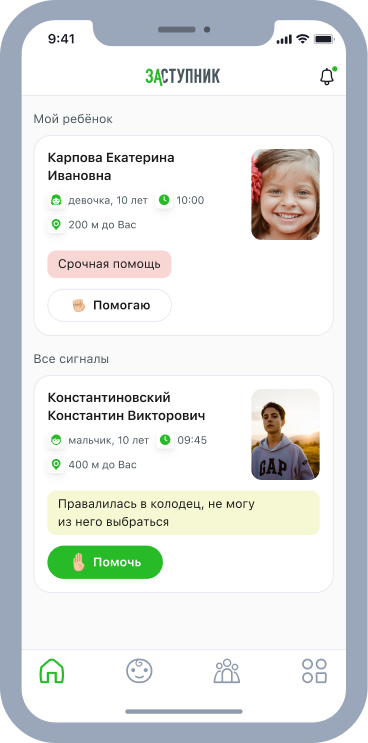 9:41
ЗАСТУПНИК
Мой ребёнок
Карпова Екатерина
Ивановна
девочка, 10 лет 10:00
200 м до Вас
Срочная помощь
Помогаю
Все сигналы
Константиновский
Константин Викторович
мальчик, 10 лет 09:45
400 м до Вас
Правалилась в колодец, не могу
из него выбраться
GAP
Помочь